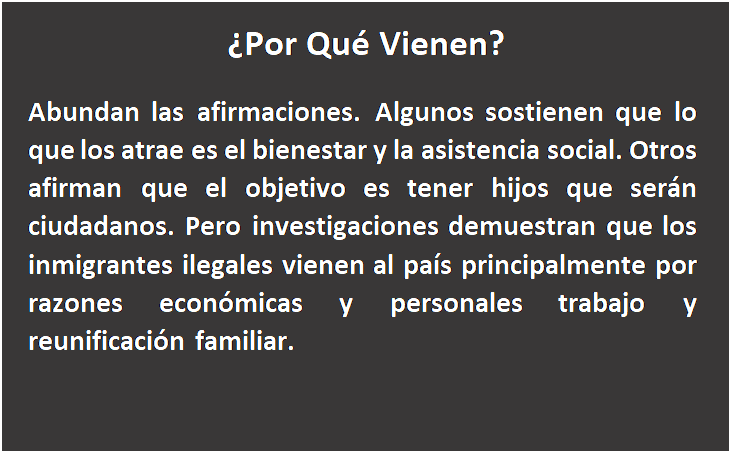 ¿Por Qué Vienen?
Abundan las afirmaciones. Algunos sostienen que lo
que los atrae es el bienestar y la asistencia social. Otros
afirman que el objetivo es tener hijos que serán
ciudadanos. Pero investigaciones demuestran que los
inmigrantes ilegales vienen al país principalmente por
razones económicas y personales trabajo y
reunificación familiar.